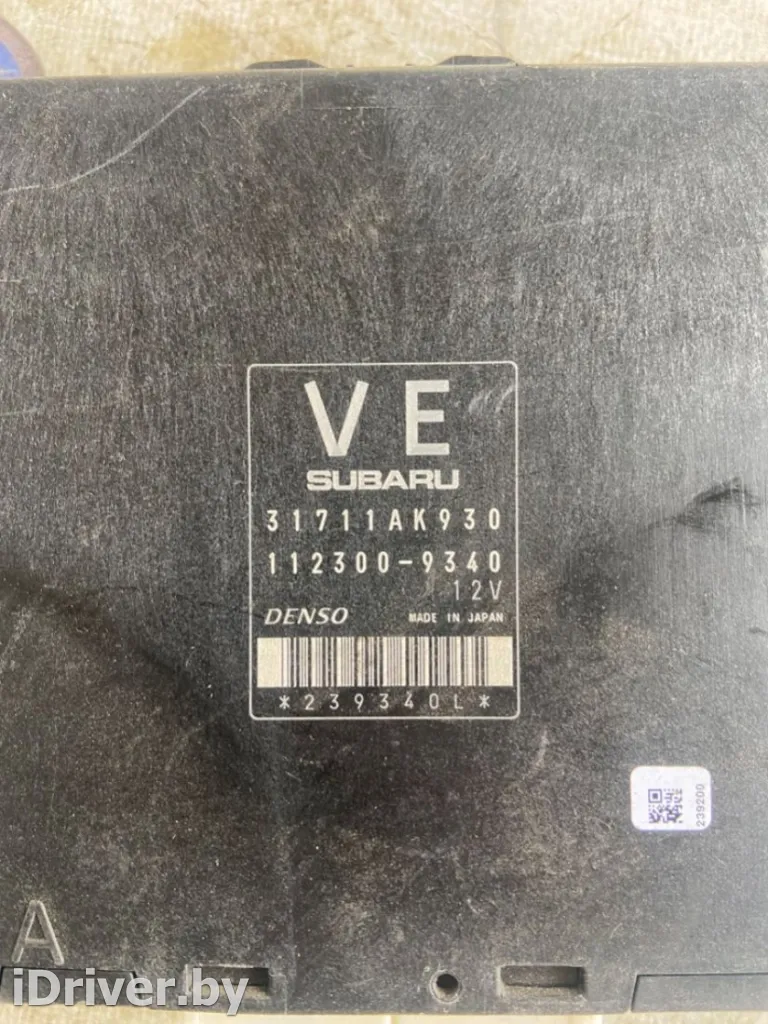 VE
SUBARU
31711AK930
112300-9340
12V
DENSO MADE IN JAPAN
*239340L*
239200
A
iDriver.by